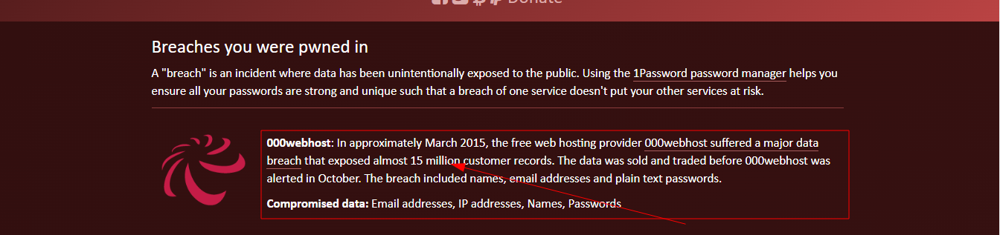 Donate
Breaches you were pwned in
A "breach" is an incident where data has been unintentionally exposed to the public. Using the 1Password password manager helps you
ensure all your passwords are strong and unique such that a breach of one service doesn't put your other services at risk.
000webhost: In approximately March 2015, the free web hosting provider 000webhost suffered a major data
breach that exposed almost 15 million customer records. The data was sold and traded before 000webhost was
alerted in October. The breach included names, email addresses and plain text passwords.
Compromised data: Email addresses, IP addresses, Names, Passwords